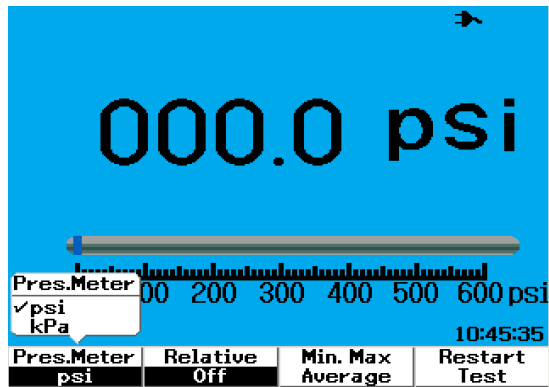 000.0 psi
Pres.Meter
✓psi
kPa
00 200 300 400 500 600 psi
10:45:35
Pres.Meter Relative Min. Max Restart
psi Off Average Test